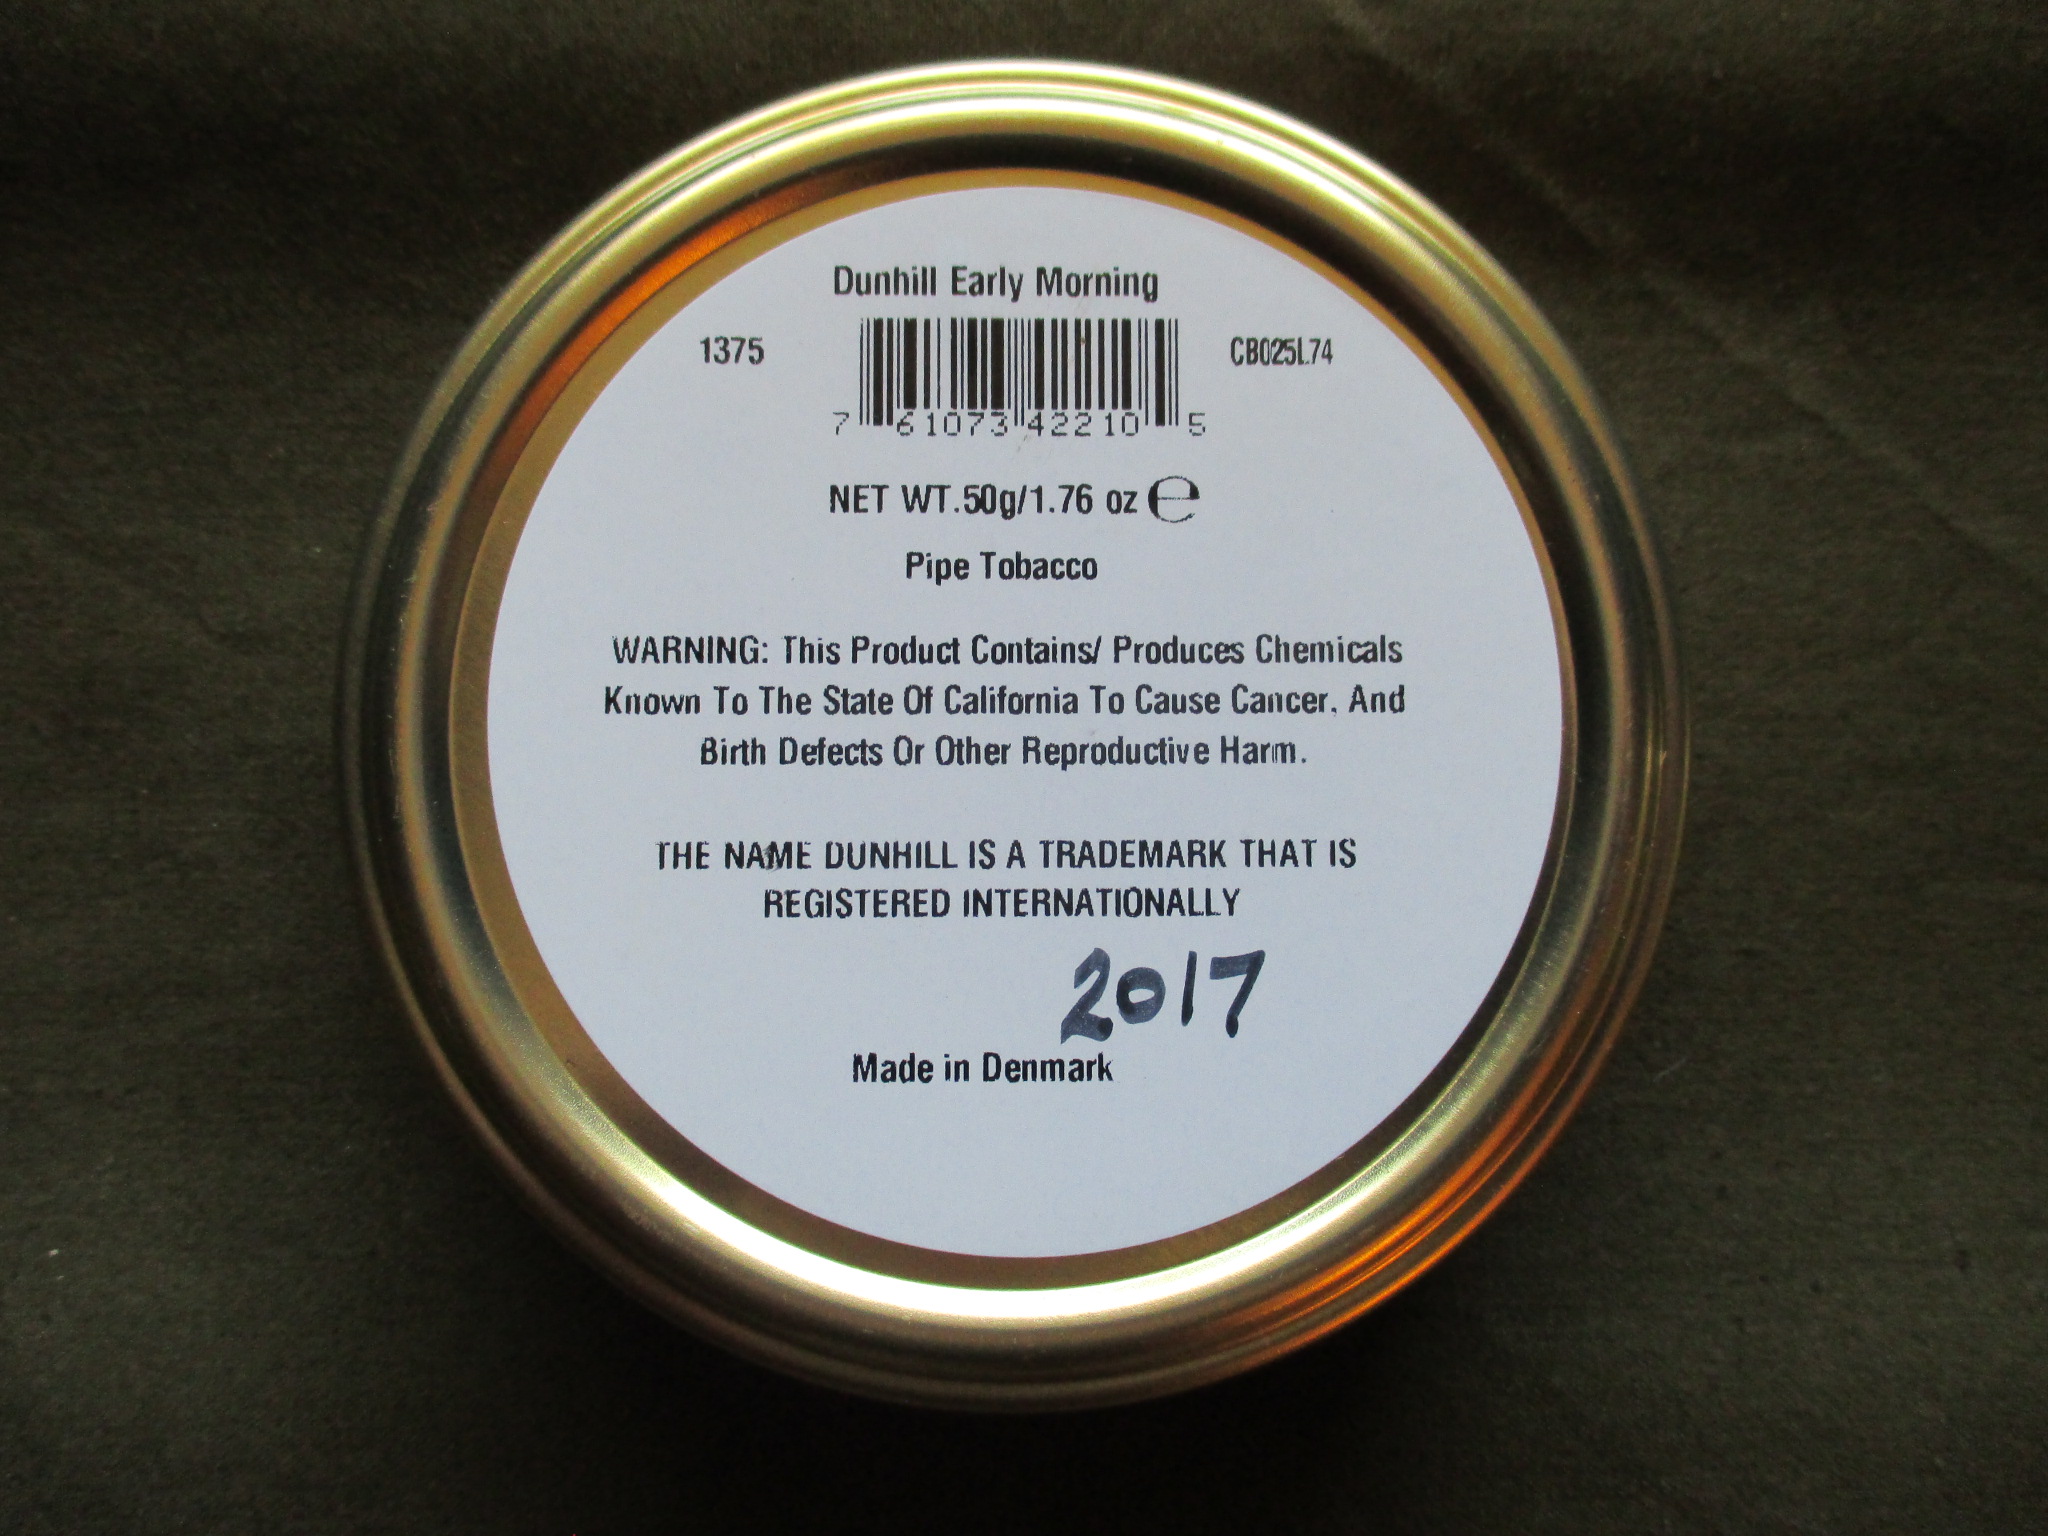 Dunhill Early Morning
1375
CB025L74
7 61073 42210 5
NET WT.50g/1.76 oz ℮
Pipe Tobacco
WARNING: This Product Contains/ Produces Chemicals
Known To The State Of California To Cause Cancer, And
Birth Defects Or Other Reproductive Harm.
THE NAME DUNHILL IS A TRADEMARK THAT IS
REGISTERED INTERNATIONALLY
2017
Made in Denmark